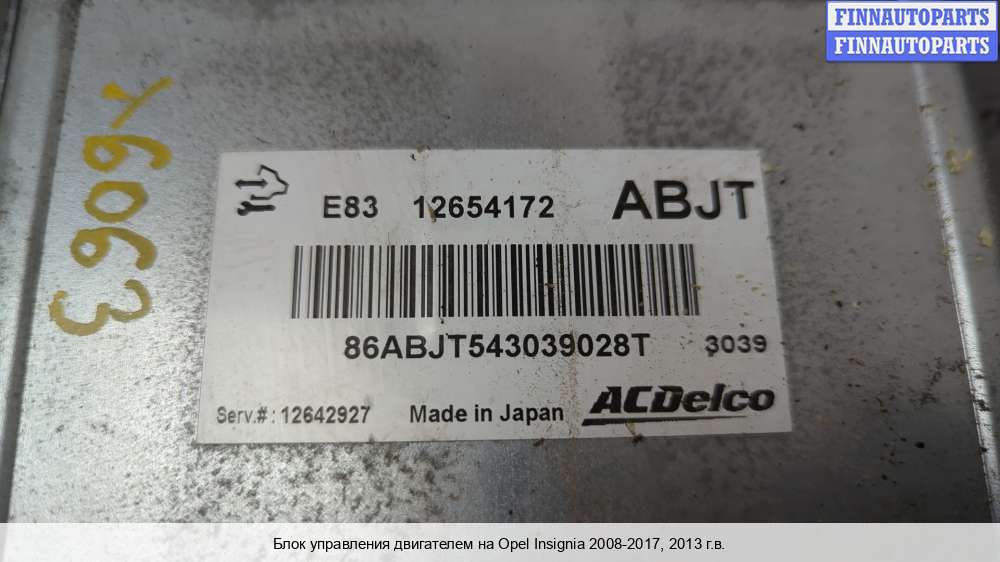 FINNAUTOPARTS
FINNAUTOPARTS
E83 12654172 ABJT
86ABJT543039028T 3039
Serv.#: 12642927 Made in Japan ACDelco
Блок управления двигателем на Opel Insignia 2008-2017, 2013 г.в.